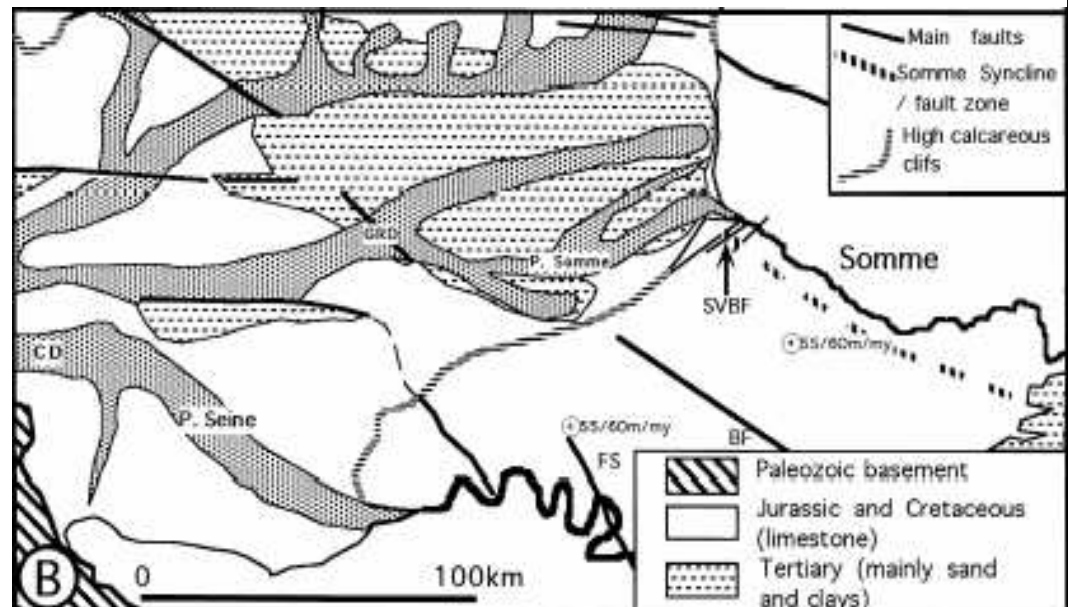 Main faults
Somme Syncline
/ fault zone
High calcareous
clifs
GRD
P. Somme
Somme
SVBF
55/60m/my
CD
P. Seine
55/60m/my
BF
FS
Paleozoic basement
Jurassic and Cretaceous
(limestone)
Tertiary (mainly sand
and clays)
B
0
100km